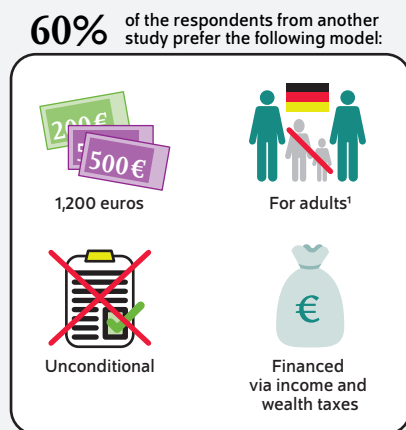 60% of the respondents from another
study prefer the following model:
200€
500€
1,200 euros
For adults¹
Unconditional
€
Financed
via income and
wealth taxes